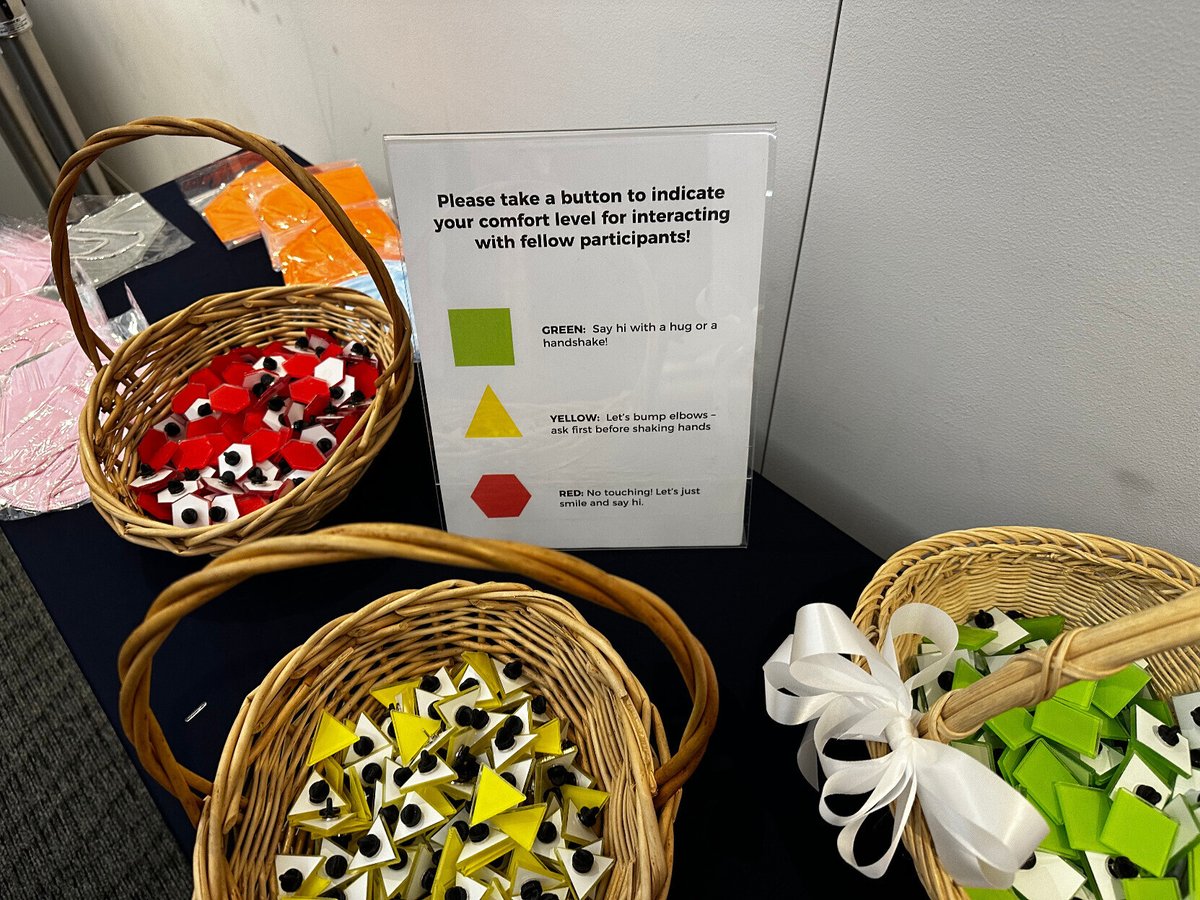 Please take a button to indicate
your comfort level for interacting
with fellow participants!
GREEN: Say hi with a hug or a
handshake!
YELLOW: Let's bump elbows –
ask first before shaking hands
RED: No touching! Let's just
smile and say hi.